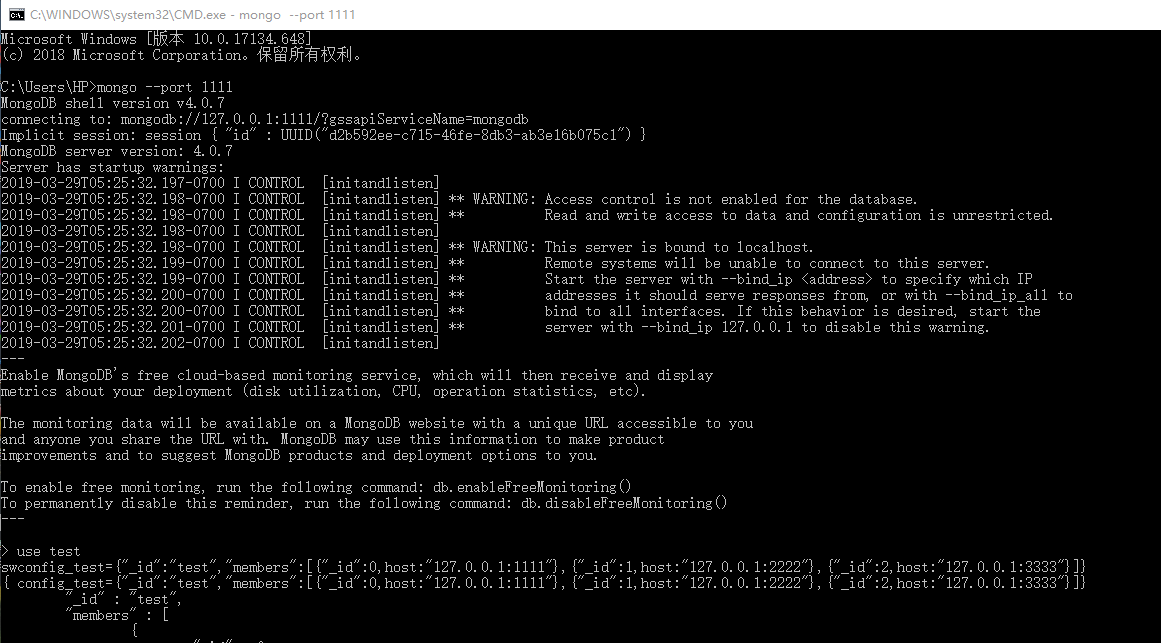 C:\WINDOWS\system32\CMD.exe - mongo --port 1111
Microsoft Windows [版本 10.0.17134.648]
(c) 2018 Microsoft Corporation。保留所有权利。
C:\Users\HP>mongo --port 1111
MongoDB shell version v4.0.7
connecting to: mongodb://127.0.0.1:1111/?gssapiServiceName=mongodb
Implicit session: session { "id" : UUID("d2b592ee-c715-46fe-8db3-ab3e16b075c1") }
MongoDB server version: 4.0.7
Server has startup warnings:
2019-03-29T05:25:32.197-0700 I CONTROL  [initandlisten]
2019-03-29T05:25:32.198-0700 I CONTROL  [initandlisten] ** WARNING: Access control is not enabled for the database.
2019-03-29T05:25:32.198-0700 I CONTROL  [initandlisten] **          Read and write access to data and configuration is unrestricted.
2019-03-29T05:25:32.198-0700 I CONTROL  [initandlisten]
2019-03-29T05:25:32.198-0700 I CONTROL  [initandlisten] ** WARNING: This server is bound to localhost.
2019-03-29T05:25:32.199-0700 I CONTROL  [initandlisten] **          Remote systems will be unable to connect to this server.
2019-03-29T05:25:32.199-0700 I CONTROL  [initandlisten] **          Start the server with --bind_ip <address> to specify which IP
2019-03-29T05:25:32.200-0700 I CONTROL  [initandlisten] **          addresses it should serve responses from, or with --bind_ip_all to
2019-03-29T05:25:32.200-0700 I CONTROL  [initandlisten] **          bind to all interfaces. If this behavior is desired, start the
2019-03-29T05:25:32.201-0700 I CONTROL  [initandlisten] **          server with --bind_ip 127.0.0.1 to disable this warning.
2019-03-29T05:25:32.202-0700 I CONTROL  [initandlisten]
---
Enable MongoDB's free cloud-based monitoring service, which will then receive and display
metrics about your deployment (disk utilization, CPU, operation statistics, etc).
The monitoring data will be available on a MongoDB website with a unique URL accessible to you
and anyone you share the URL with. MongoDB may use this information to make product
improvements and to suggest MongoDB products and deployment options to you.
To enable free monitoring, run the following command: db.enableFreeMonitoring()
To permanently disable this reminder, run the following command: db.disableFreeMonitoring()
---
> use test
swconfig_test={"_id":"test","members":[{"_id":0,host:"127.0.0.1:1111"},{"_id":1,host:"127.0.0.1:2222"},{"_id":2,host:"127.0.0.1:3333"}]}
{ config_test={"_id":"test","members":[{"_id":0,host:"127.0.0.1:1111"},{"_id":1,host:"127.0.0.1:2222"},{"_id":2,host:"127.0.0.1:3333"}]}
"_id" : "test",
"members" : [
{